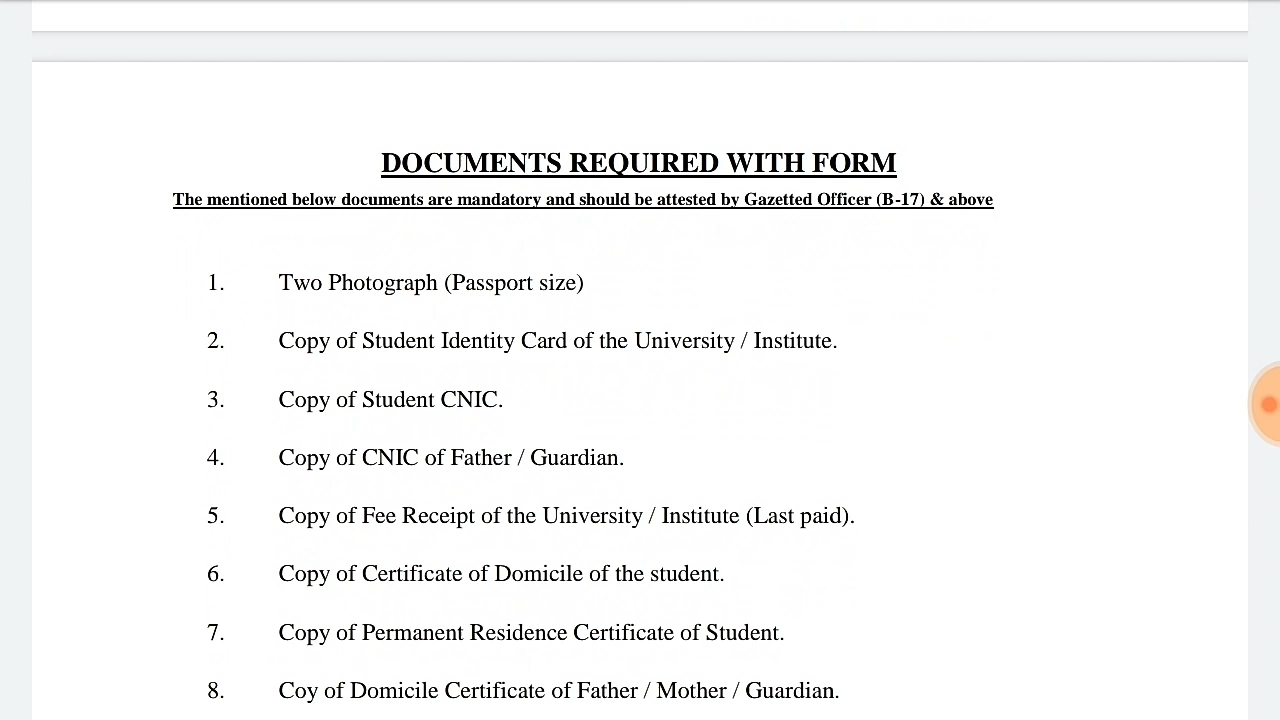 DOCUMENTS REQUIRED WITH FORM
The mentioned below documents are mandatory and should be attested by Gazetted Officer (B-17) & above
1. Two Photograph (Passport size)
2. Copy of Student Identity Card of the University / Institute.
3. Copy of Student CNIC.
4. Copy of CNIC of Father / Guardian.
5. Copy of Fee Receipt of the University / Institute (Last paid).
6. Copy of Certificate of Domicile of the student.
7. Copy of Permanent Residence Certificate of Student.
8. Coy of Domicile Certificate of Father / Mother / Guardian.